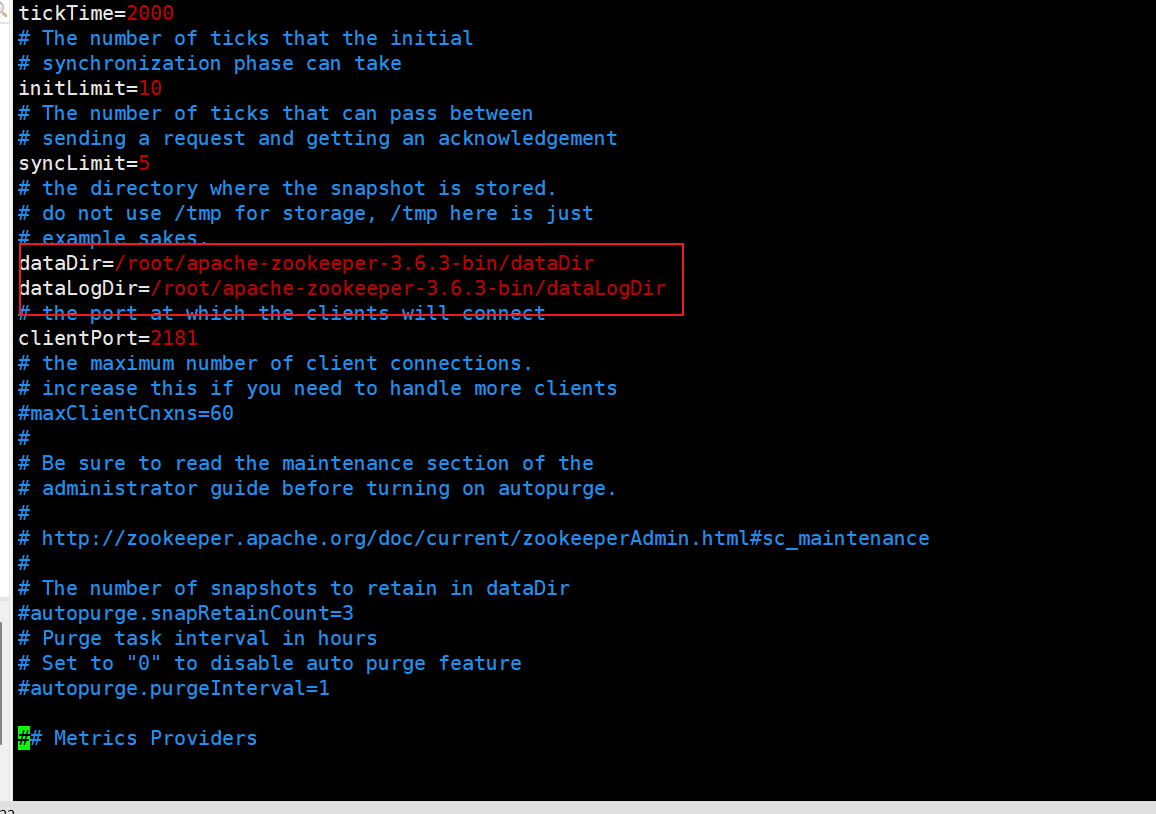 tickTime=2000
# The number of ticks that the initial
# synchronization phase can take
initLimit=10
# The number of ticks that can pass between
# sending a request and getting an acknowledgement
syncLimit=5
# the directory where the snapshot is stored.
# do not use /tmp for storage, /tmp here is just
# example sakes.
dataDir=/root/apache-zookeeper-3.6.3-bin/dataDir
dataLogDir=/root/apache-zookeeper-3.6.3-bin/dataLogDir
# the port at which the clients will connect
clientPort=2181
# the maximum number of client connections.
# increase this if you need to handle more clients
#maxClientCnxns=60
#
# Be sure to read the maintenance section of the
# administrator guide before turning on autopurge.
#
# http://zookeeper.apache.org/doc/current/zookeeperAdmin.html#sc_maintenance
#
# The number of snapshots to retain in dataDir
#autopurge.snapRetainCount=3
# Purge task interval in hours
# Set to "0" to disable auto purge feature
#autopurge.purgeInterval=1
## Metrics Providers